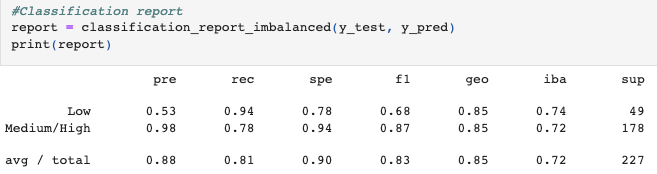 #Classification report
report = classification_report_imbalanced(y_test, y_pred)
print(report)
pre rec spe f1 geo iba sup
Low 0.53 0.94 0.78 0.68 0.85 0.74 49
Medium/High 0.98 0.78 0.94 0.87 0.85 0.72 178
avg / total 0.88 0.81 0.90 0.83 0.85 0.72 227